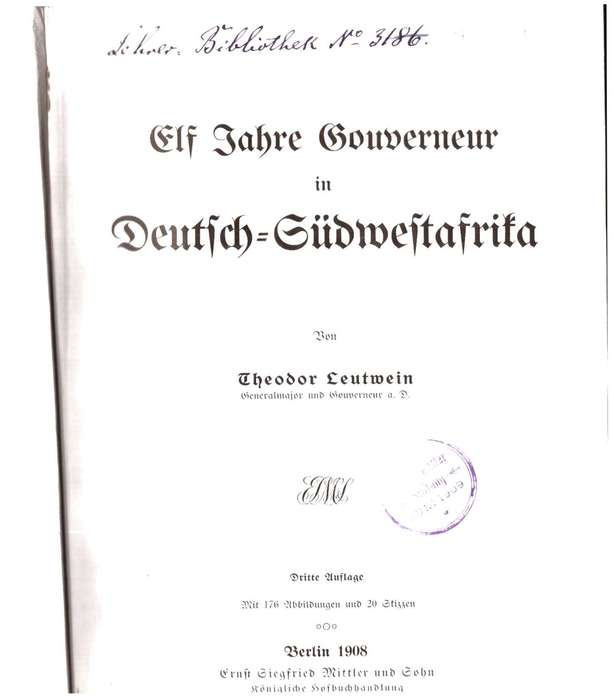 Lehrer-Bibliothek No 3186.
Elf Jahre Gouverneur
in
Deutsch-Südwestafrika
Von
Theodor Leutwein
Generalmajor und Gouverneur a. D.
Dritte Auflage
Mit 176 Abbildungen und 20 Skizzen
Berlin 1908
Ernst Siegfried Mittler und Sohn
Königliche Hofbuchhandlung